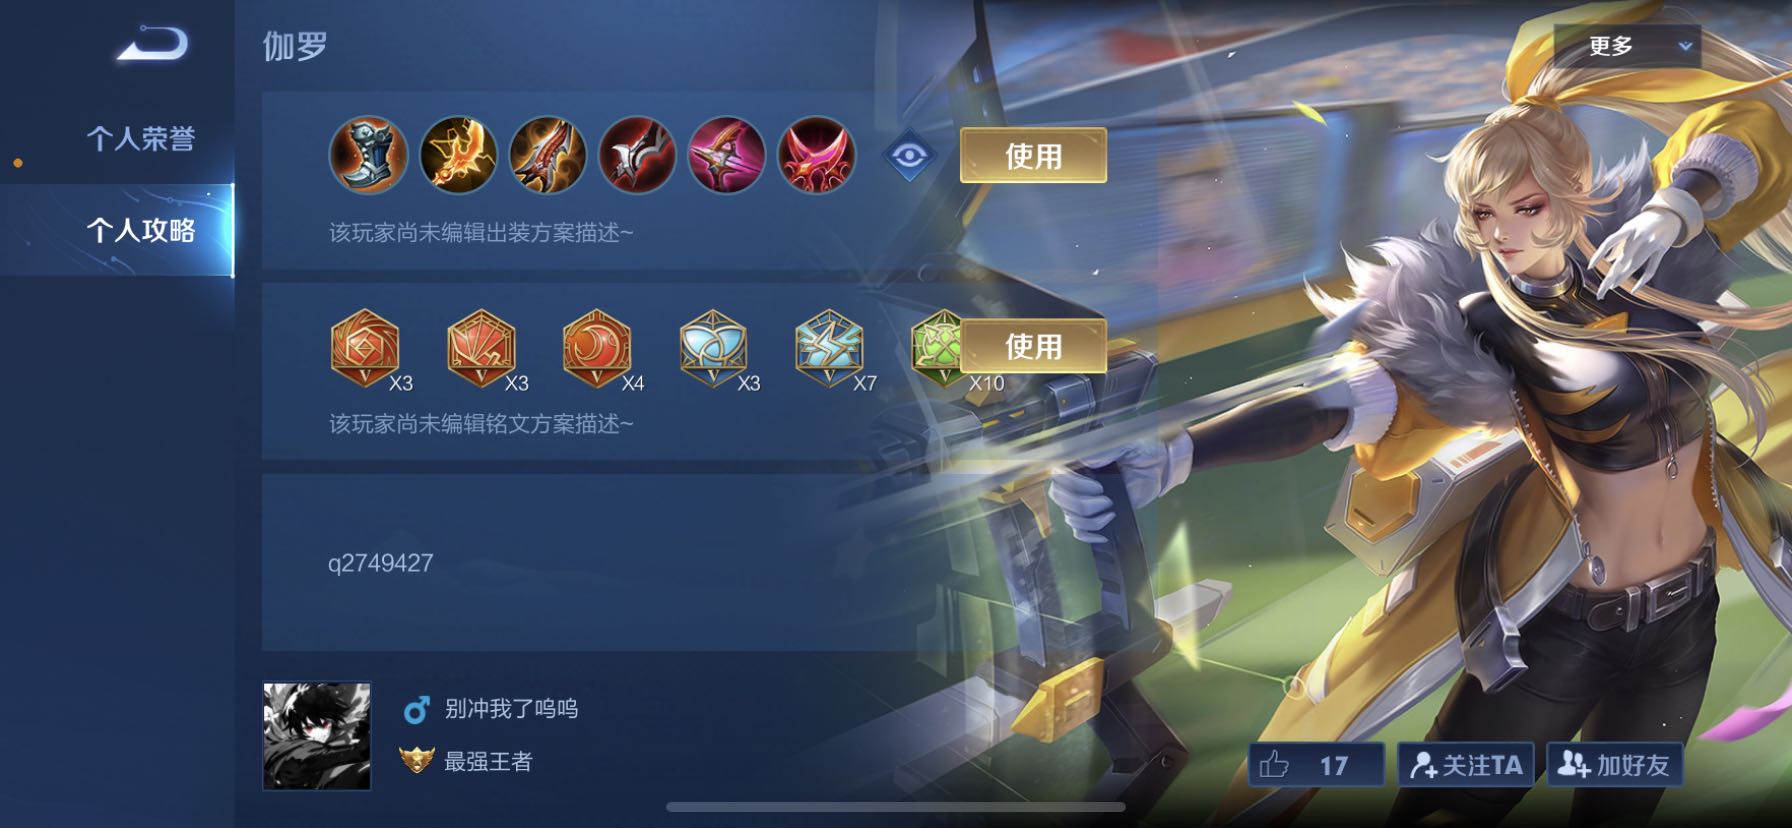 伽罗
更多
个人荣誉
个人攻略
使用
该玩家尚未编辑出装方案描述~
V X3
V X3
V X4
V X3
V X7
V X10
使用
该玩家尚未编辑铭文方案描述~
q2749427
别冲我了呜呜
最强王者
17
关注TA
加好友